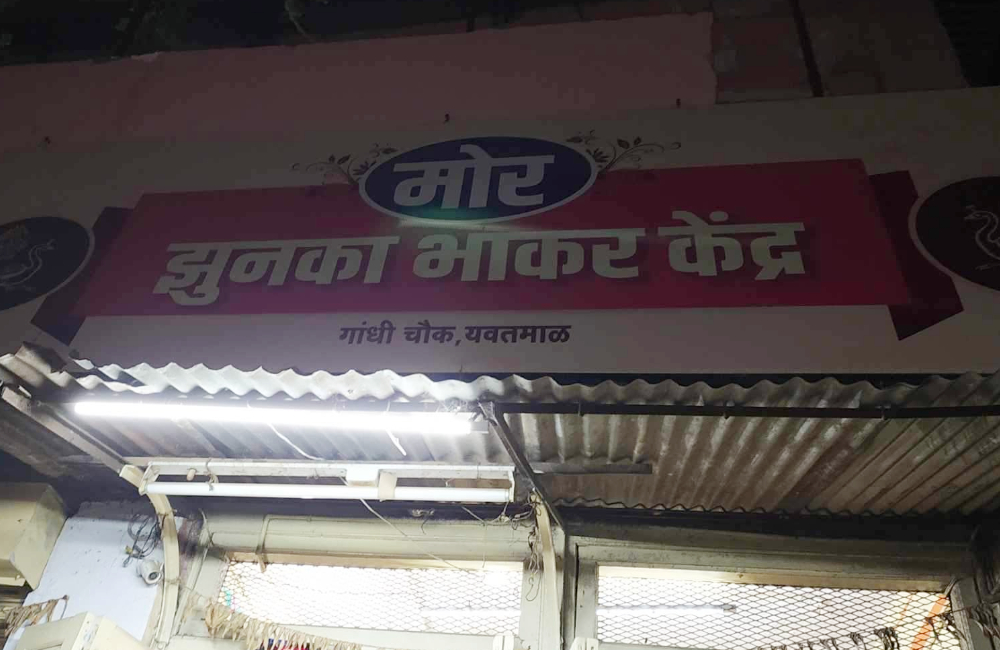 मोर
झुनका भाकर केंद्र
गांधी चौक, यवतमाळ